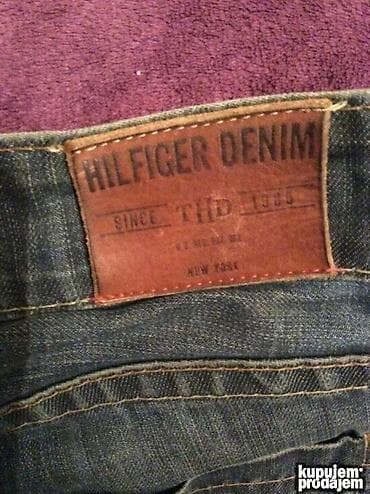 HILFIGER DENIM
SINCE THD 1985
NEW YORK
kupujem
prodajem